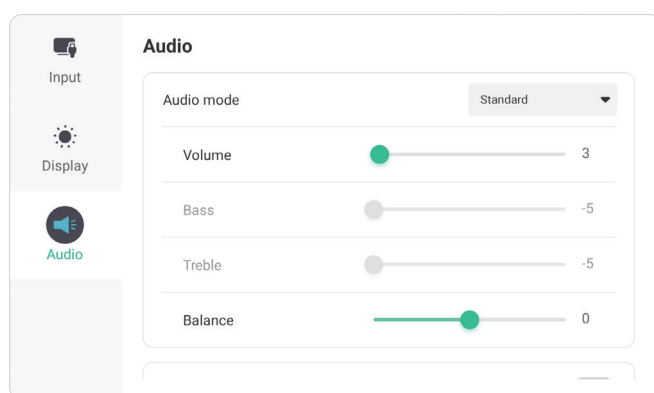 Input
Display
Audio
Audio
Audio mode Standard
Volume 3
Bass -5
Treble -5
Balance 0